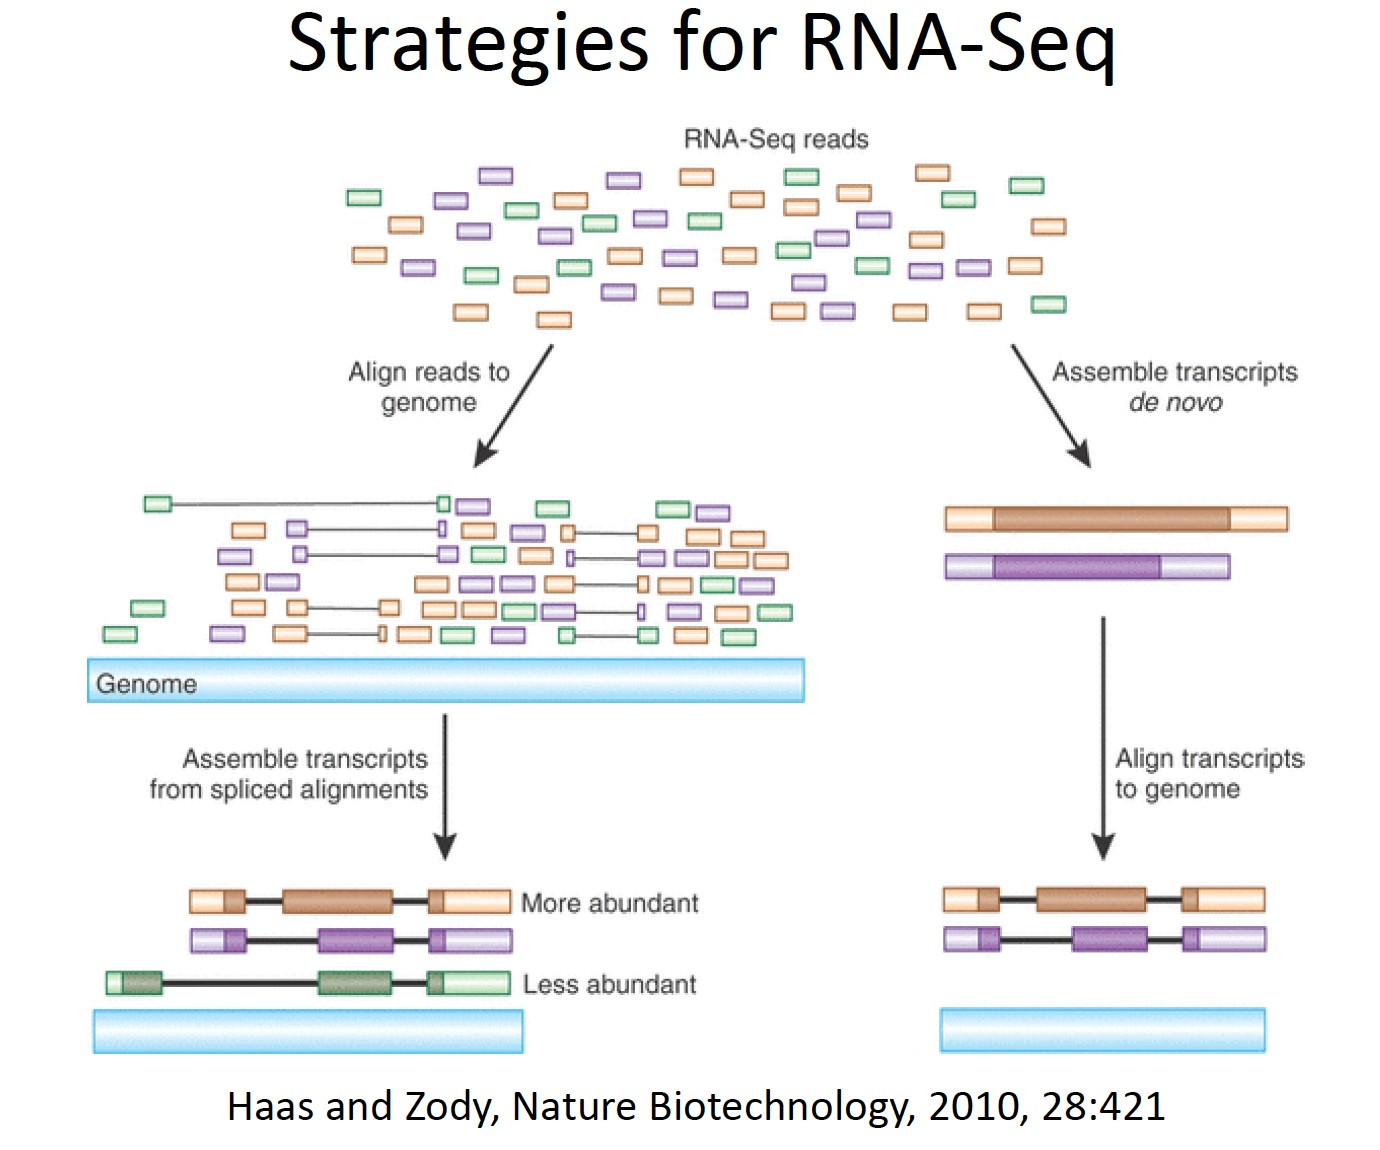 Strategies for RNA-Seq
RNA-Seq reads
Align reads to
genome
Assemble transcripts
de novo
Genome
Assemble transcripts
from spliced alignments
Align transcripts
to genome
More abundant
Less abundant
Haas and Zody, Nature Biotechnology, 2010, 28:421